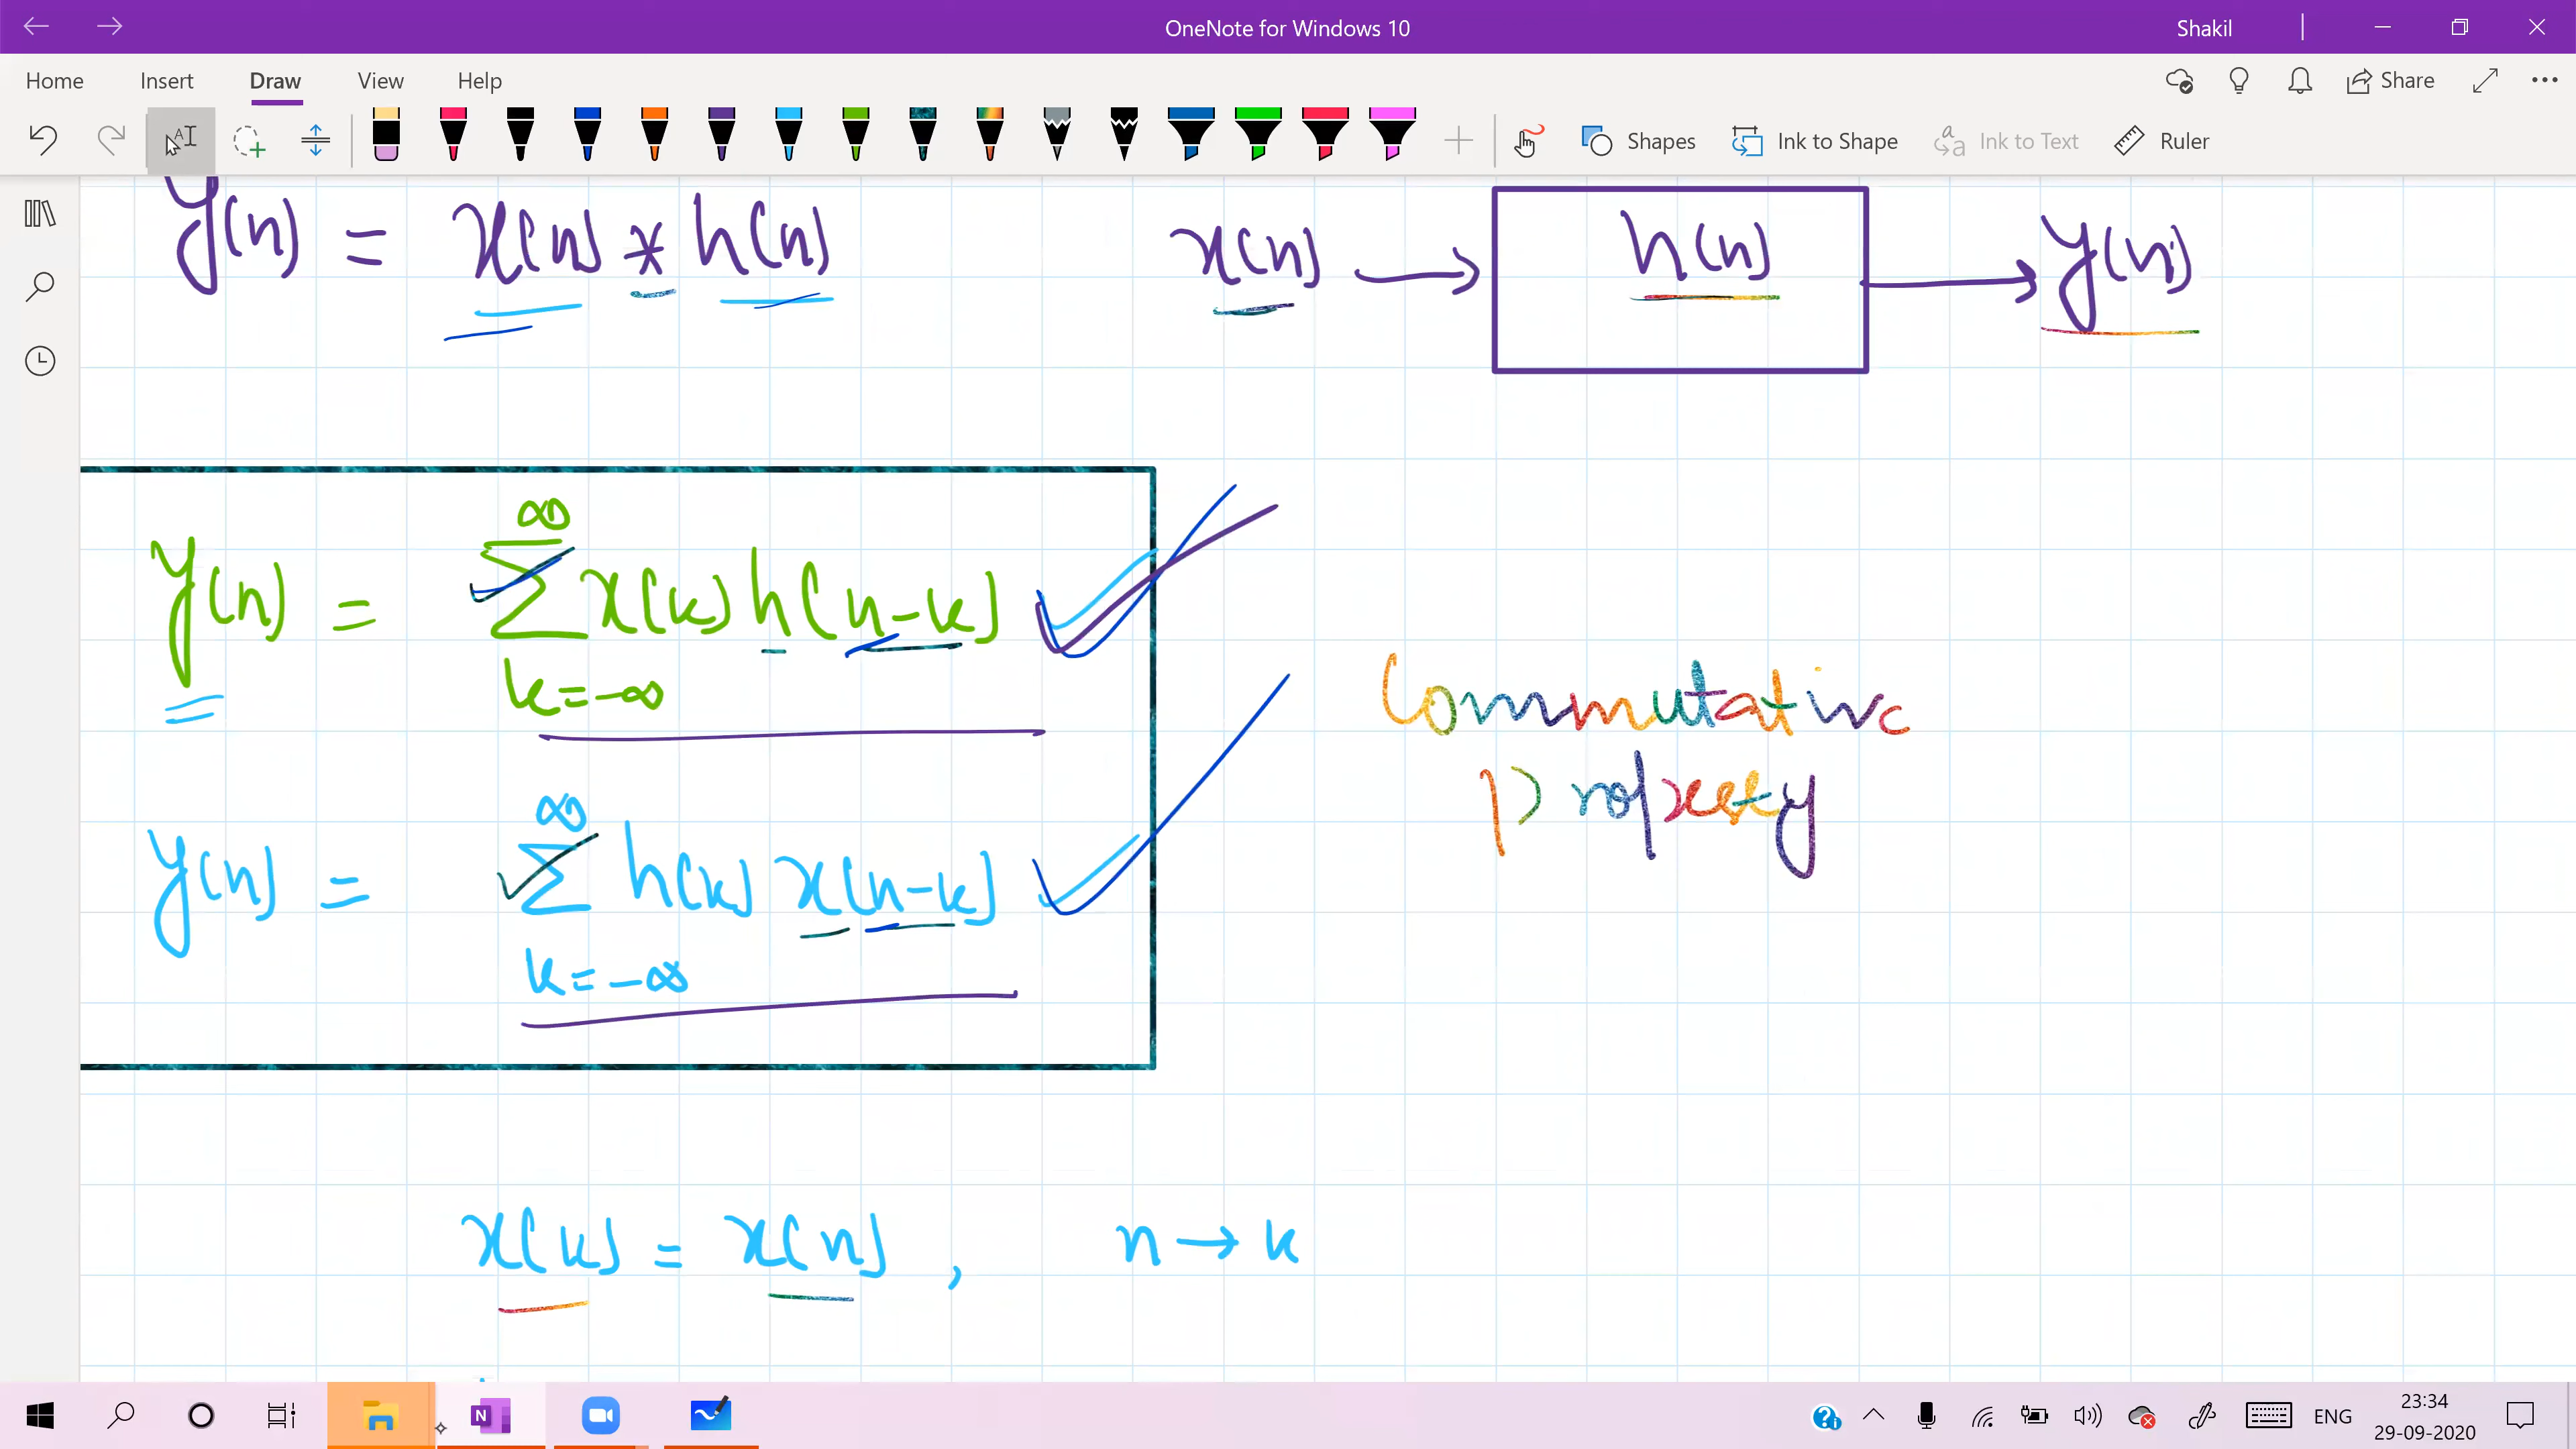 OneNote for Windows 10
Shakil
Home Insert Draw View Help
Share
Shapes Ink to Shape Ink to Text Ruler
y(n) = x(n) * h(n)
x(n) → h(n) → y(n)
∞
y(n) = Σ x(k) h(n-k)
k=-∞
∞
y(n) = Σ h(k) x(n-k)
k=-∞
Commutative
Property
x(k) = x(n) , n → k
ENG
23:34
29-09-2020